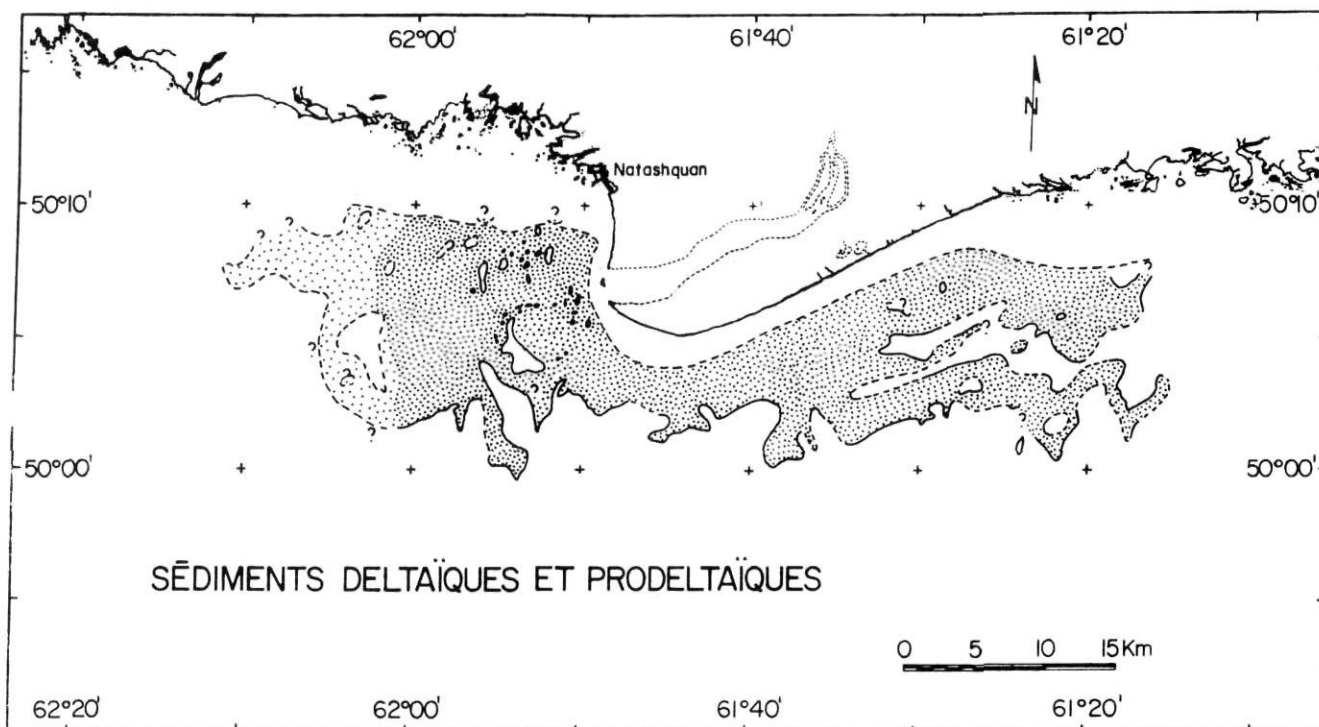 62°00' 61°40' 61°20'
N
Natashquan
50°10' 50°10'
? ? ? ?
?
?
? ?
?
?
?
?
? ?
50°00' 50°00'
SÉDIMENTS DELTAÏQUES ET PRODELTAÏQUES
0 5 10 15 Km
62°20' 62°00' 61°40' 61°20'